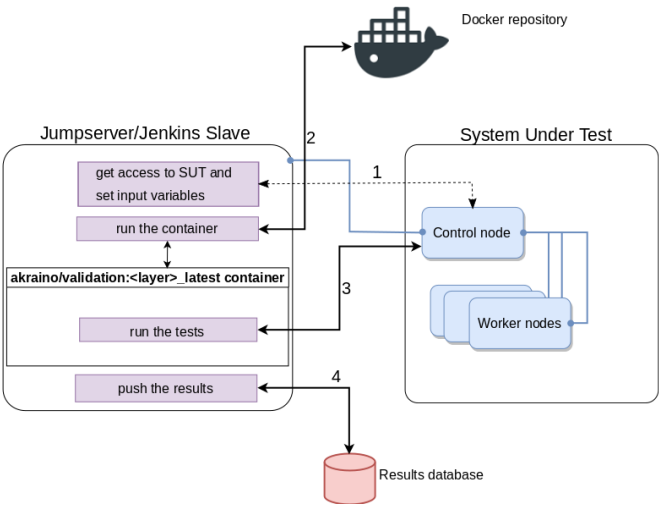 Docker repository
Jumpserver/Jenkins Slave
2
System Under Test
get access to SUT and
set input variables
1
run the container
Control node
akraino/validation:<layer>_latest container
3
run the tests
Worker nodes
push the results
4
Results database